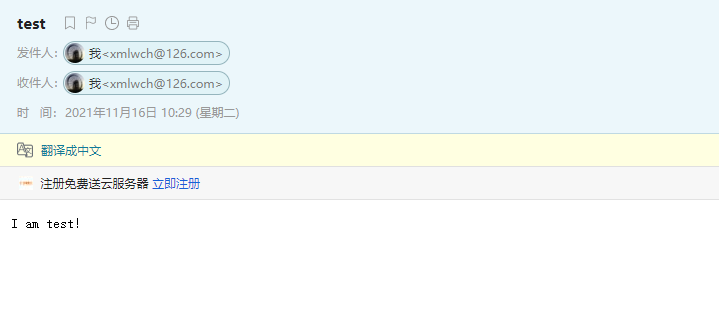 test
发件人：我<xmlwch@126.com>
收件人：我<xmlwch@126.com>
时 间：2021年11月16日 10:29 (星期二)
翻译成中文
注册免费送云服务器 立即注册
I am test!